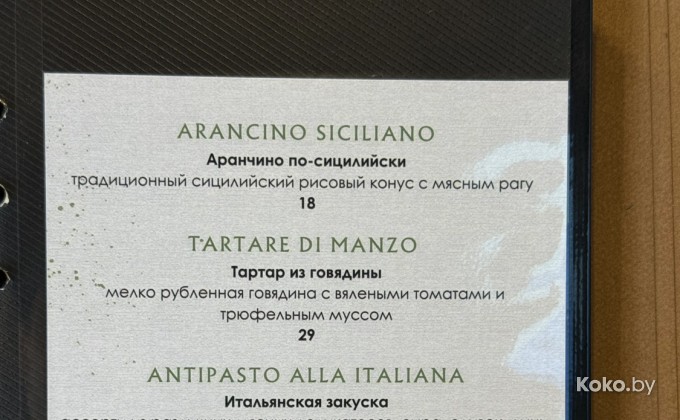 ARANCINO SICILIANO
Аранчино по-сицилийски
традиционный сицилийский рисовый конус с мясным рагу
18
TARTARE DI MANZO
Тартар из говядины
мелко рубленная говядина с вялеными томатами и
трюфельным муссом
29
ANTIPASTO ALLA ITALIANA
Итальянская закуска
Koko.by